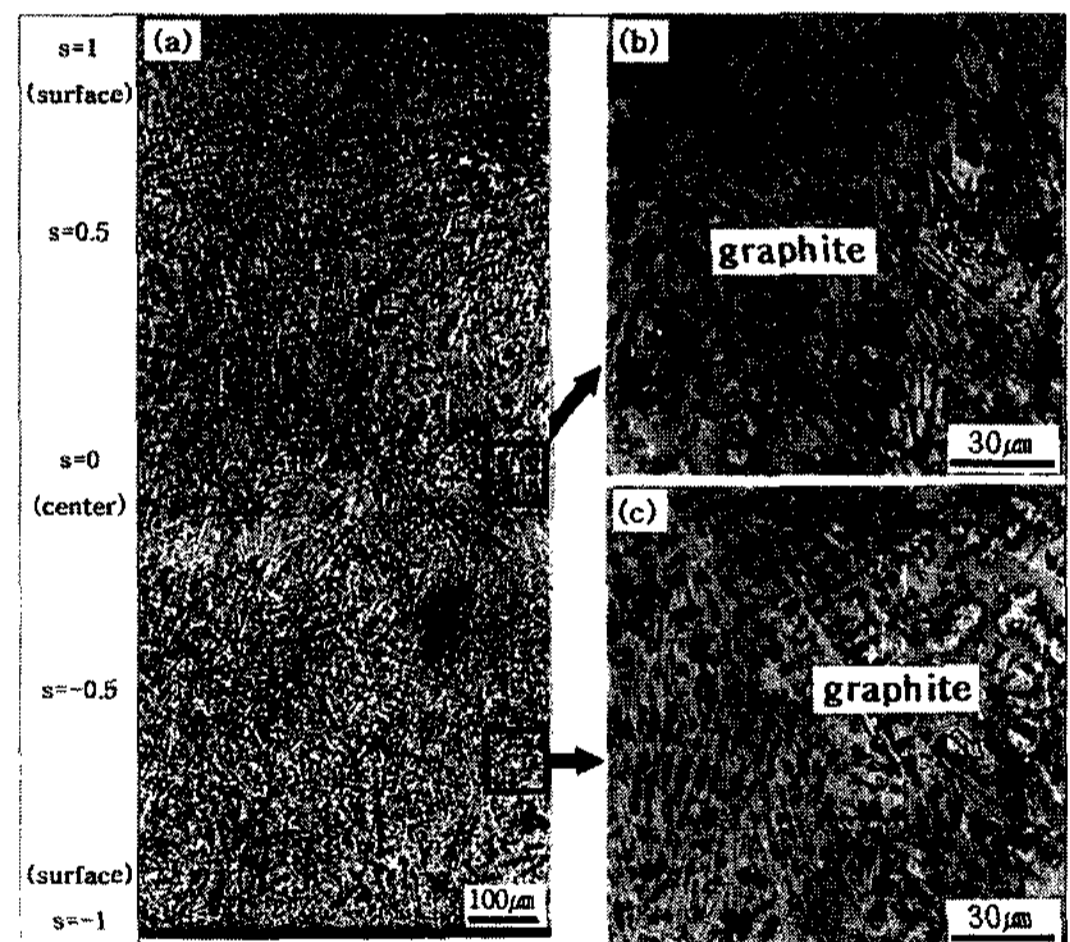 s=1
(surface)
s=0.5
s=0
(center)
s=-0.5
(surface)
s=-1
(a)
100μm
(b)
graphite
30μm
(c)
graphite
30μm